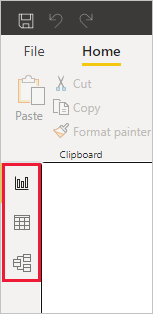 File Home
Cut
Copy
Paste
Format painter
Clipboard